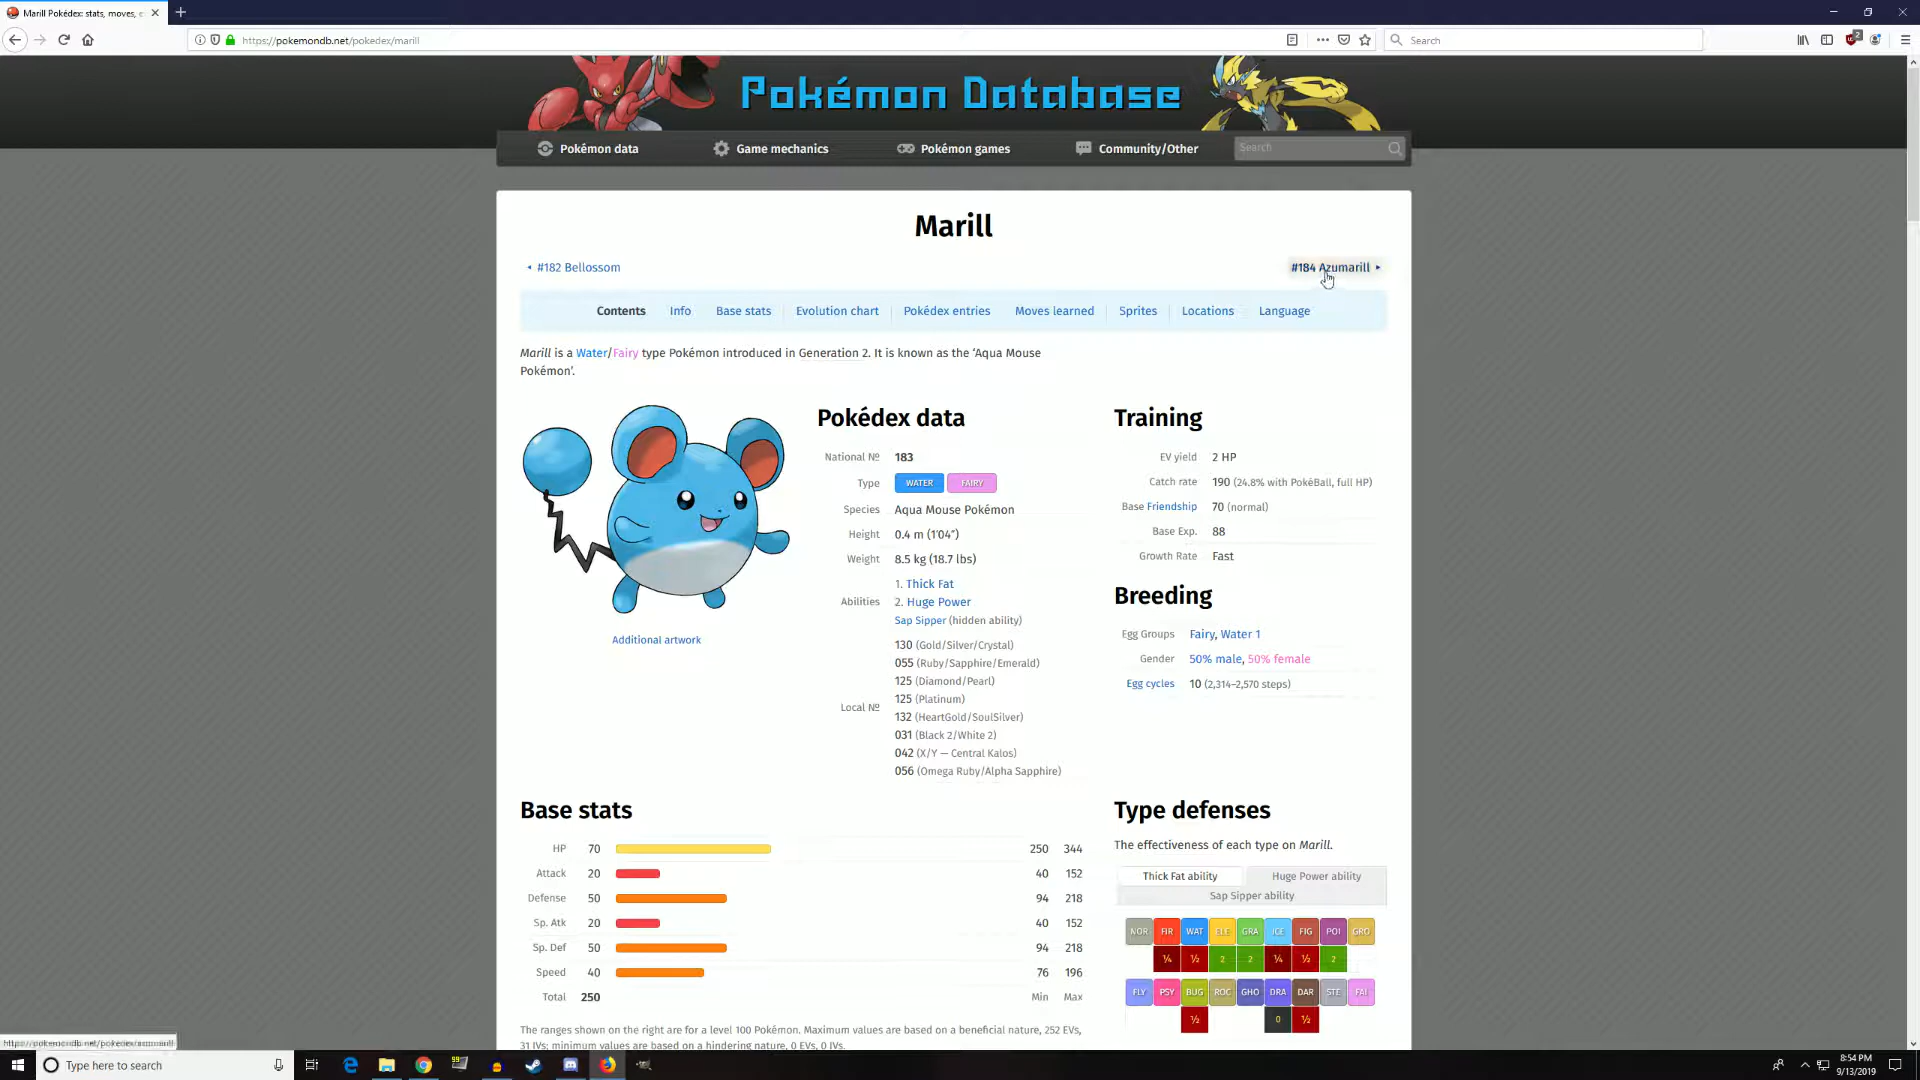 Marill Pokédex: stats, moves, e
https://pokemondb.net/pokedex/marill
Search
2
Pokémon Database
Pokémon data
Game mechanics
Pokémon games
Community/Other
Search
Marill
#182 Bellossom
#184 Azumarill
Contents
Info
Base stats
Evolution chart
Pokédex entries
Moves learned
Sprites
Locations
Language
Marill is a Water/Fairy type Pokémon introduced in Generation 2. It is known as the ‘Aqua Mouse
Pokémon’.
Additional artwork
Pokédex data
National № 183
Type WATER FAIRY
Species Aqua Mouse Pokémon
Height 0.4 m (1′04″)
Weight 8.5 kg (18.7 lbs)
Abilities
1. Thick Fat
2. Huge Power
Sap Sipper (hidden ability)
Local №
130 (Gold/Silver/Crystal)
055 (Ruby/Sapphire/Emerald)
125 (Diamond/Pearl)
125 (Platinum)
132 (HeartGold/SoulSilver)
031 (Black 2/White 2)
042 (X/Y — Central Kalos)
056 (Omega Ruby/Alpha Sapphire)
Training
EV yield 2 HP
Catch rate 190 (24.8% with PokéBall, full HP)
Base Friendship 70 (normal)
Base Exp. 88
Growth Rate Fast
Breeding
Egg Groups Fairy, Water 1
Gender 50% male, 50% female
Egg cycles 10 (2,314–2,570 steps)
Base stats
HP 70 250 344
Attack 20 40 152
Defense 50 94 218
Sp. Atk 20 40 152
Sp. Def 50 94 218
Speed 40 76 196
Total 250 Min Max
The ranges shown on the right are for a level 100 Pokémon. Maximum values are based on a beneficial nature, 252 EVs,
31 IVs; minimum values are based on a hindering nature, 0 EVs, 0 IVs.
Type defenses
The effectiveness of each type on Marill.
Thick Fat ability
Huge Power ability
Sap Sipper ability
NOR FIR WAT ELE GRA ICE FIG POI GRO
¼ ½ 2 2 ¼ ½ 2
FLY PSY BUG ROC GHO DRA DAR STE FAI
½ 0 ½
Type here to search
8:54 PM
9/13/2019